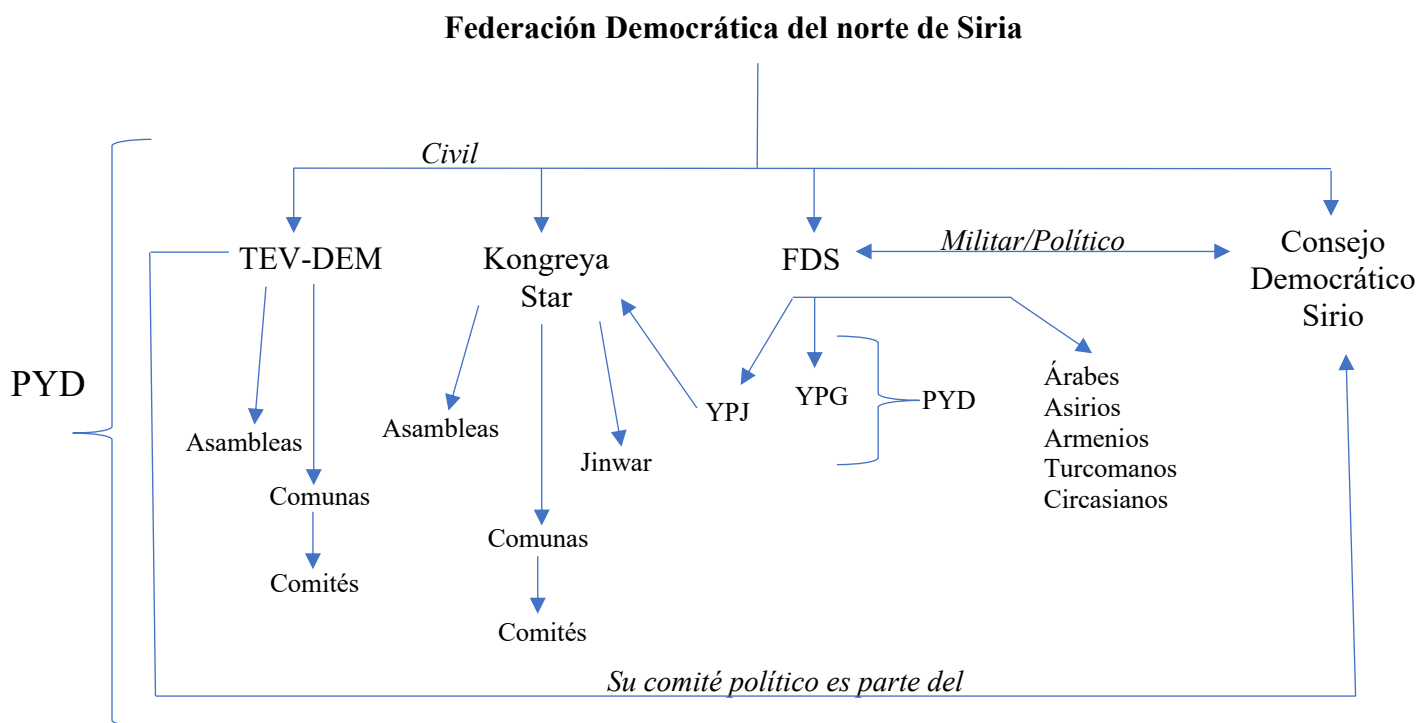 Federación Democrática del norte de Siria
Civil
TEV-DEM
Kongreya
Star
FDS
Militar/Político
Consejo
Democrático
Sirio
PYD
Asambleas
Comunas
Comités
Asambleas
Comunas
Comités
Jinwar
YPJ
YPG
PYD
Árabes
Asirios
Armenios
Turcomanos
Circasianos
Su comité político es parte del